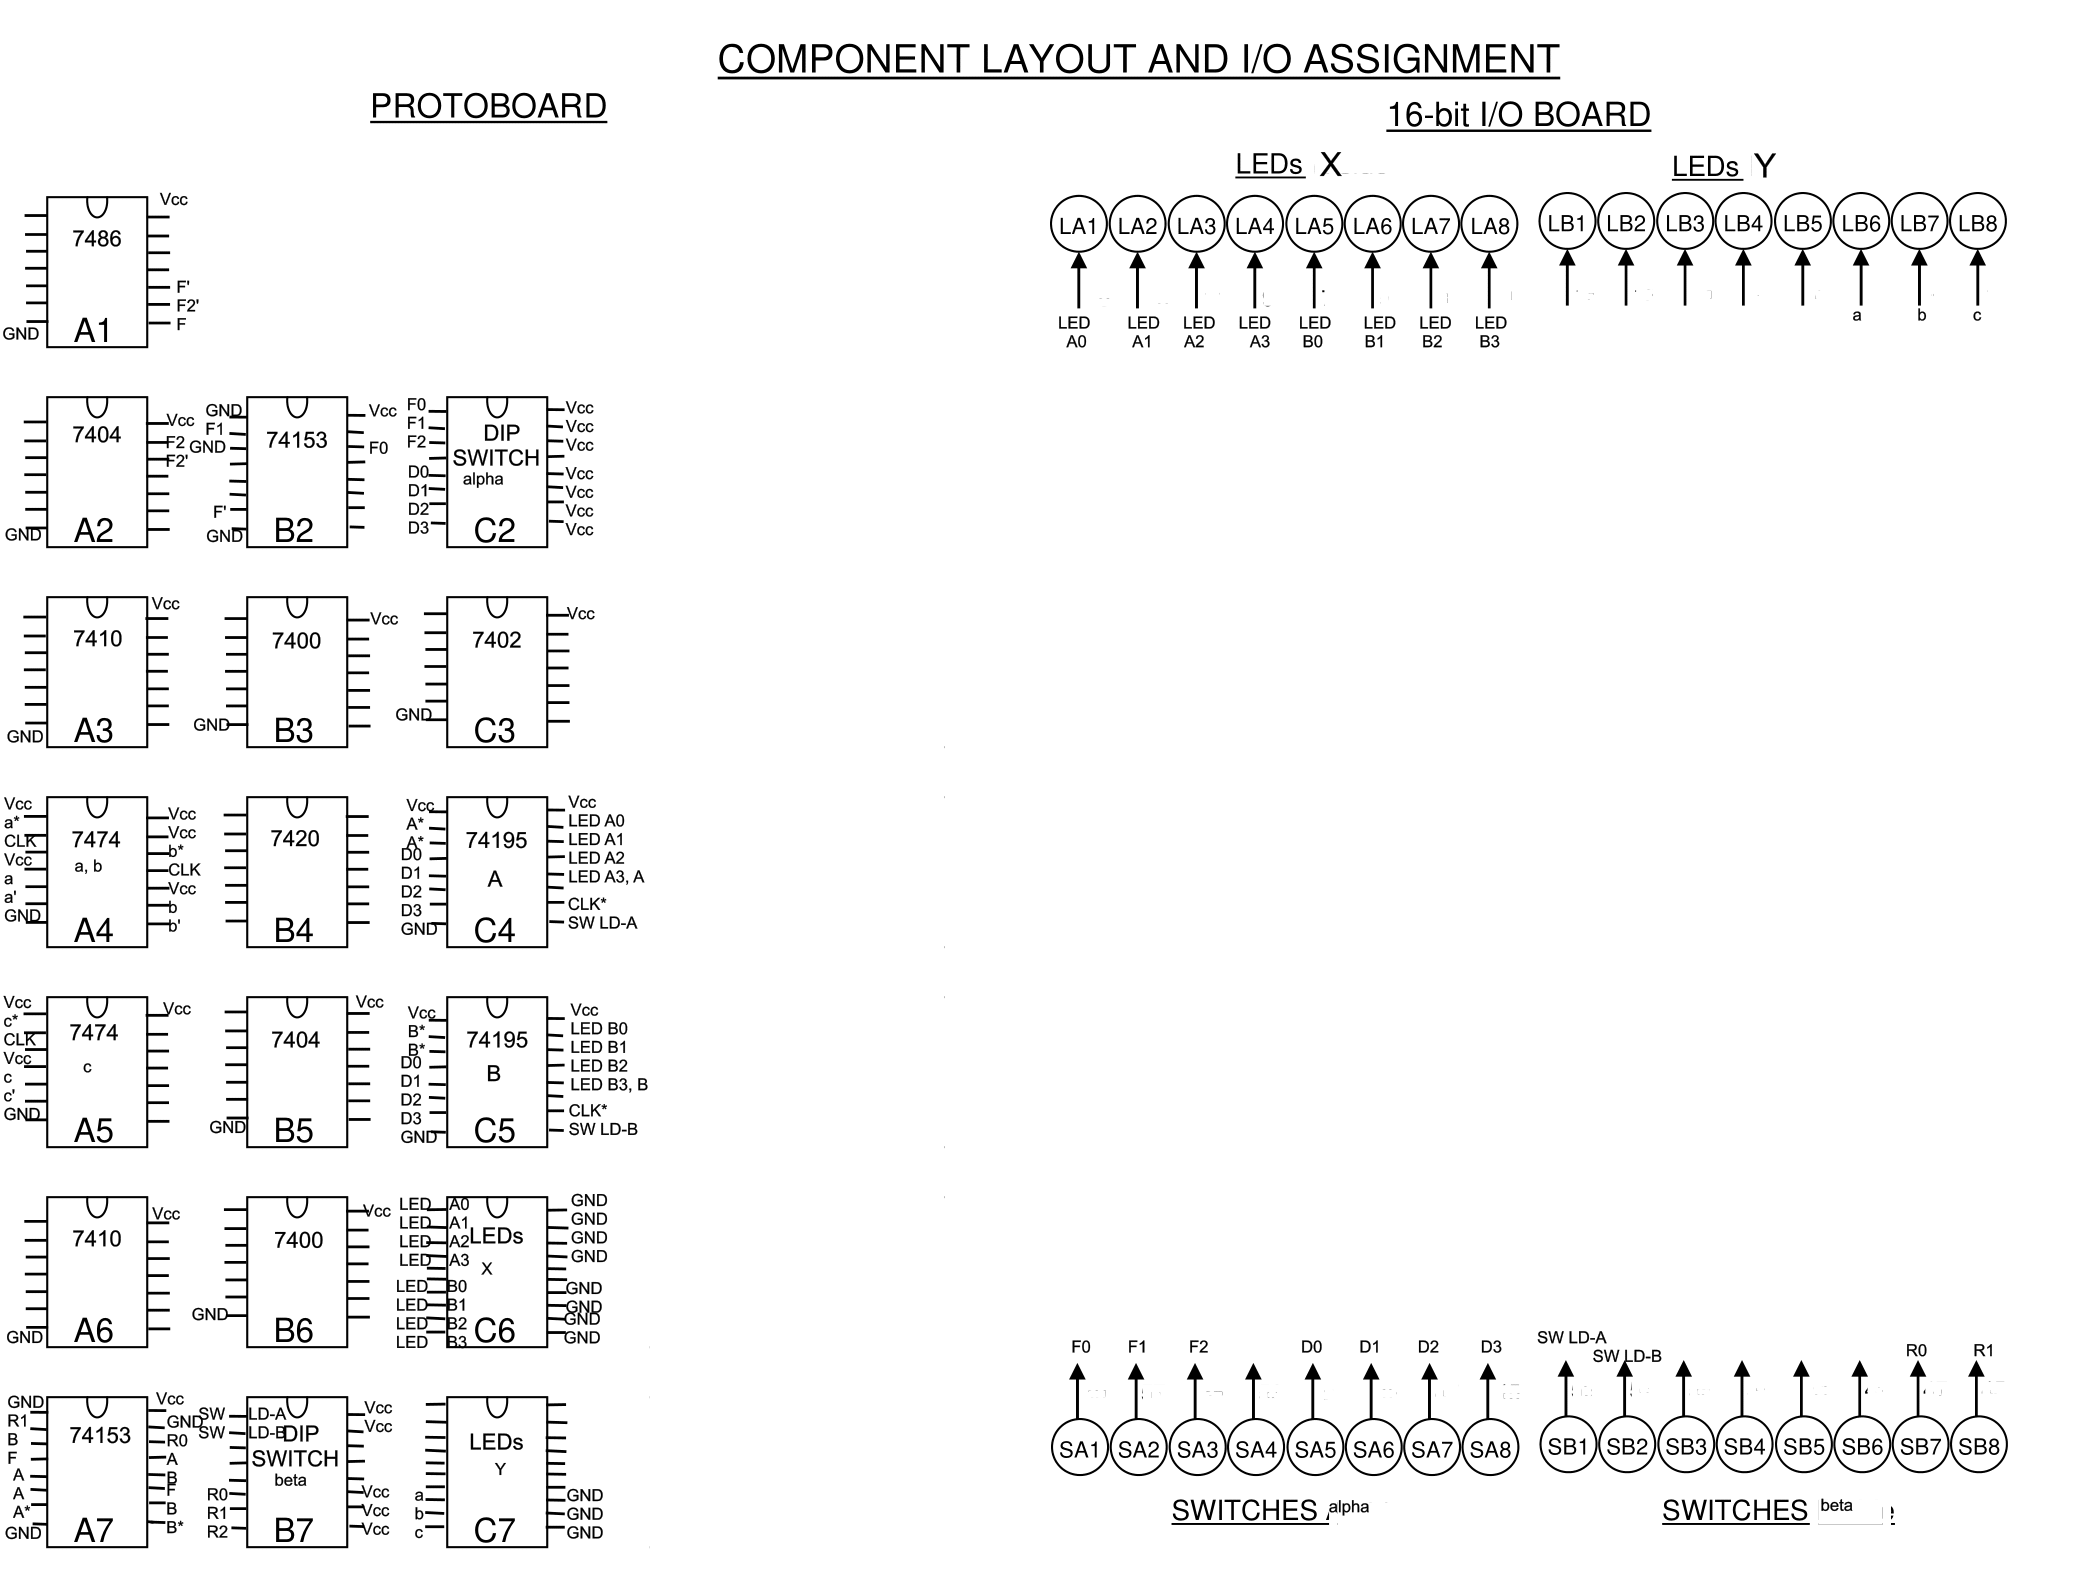 COMPONENT LAYOUT AND I/O ASSIGNMENT
PROTOBOARD
16-bit I/O BOARD
LEDs X
LEDs Y
LA1 LA2 LA3 LA4 LA5 LA6 LA7 LA8
LB1 LB2 LB3 LB4 LB5 LB6 LB7 LB8
LED LED LED LED LED LED LED LED
A0 A1 A2 A3 B0 B1 B2 B3
a b c
Vcc
7486
F'
F2'
F
GND
A1
Vcc
F2
F2'
7404
GND
A2
GND
F1
GND
F'
GND
74153
B2
Vcc
F0
F0
F1
F2
D0
D1
D2
D3
DIP
SWITCH
alpha
C2
Vcc
Vcc
Vcc
Vcc
Vcc
Vcc
Vcc
Vcc
7410
GND
A3
Vcc
7400
GND
B3
Vcc
7402
GND
C3
Vcc
a*
CLK
Vcc
a
a'
GND
7474
a, b
A4
Vcc
Vcc
b*
CLK
Vcc
b
b'
7420
B4
Vcc
A*
A*
D0
D1
D2
D3
GND
74195
A
C4
Vcc
LED A0
LED A1
LED A2
LED A3, A
CLK*
SW LD-A
Vcc
c*
CLK
Vcc
c
c'
GND
7474
c
A5
Vcc
Vcc
7404
GND
B5
Vcc
B*
B*
D0
D1
D2
D3
GND
74195
B
C5
Vcc
LED B0
LED B1
LED B2
LED B3, B
CLK*
SW LD-B
Vcc
7410
GND
A6
Vcc
7400
GND
B6
LED A0
LED A1
LED A2
LED A3
LED B0
LED B1
LED B2
LED B3
LEDs
X
C6
GND
GND
GND
GND
GND
GND
GND
GND
GND
R1
B
F
A
A
A*
GND
74153
A7
Vcc
GND
R0
A
B
F
B
B*
SW LD-A
SW LD-B
R0
R1
R2
DIP
SWITCH
beta
B7
Vcc
Vcc
Vcc
Vcc
Vcc
a
b
c
LEDs
Y
C7
GND
GND
GND
F0 F1 F2 D0 D1 D2 D3
SW LD-A
SW LD-B
R0 R1
SA1 SA2 SA3 SA4 SA5 SA6 SA7 SA8
SB1 SB2 SB3 SB4 SB5 SB6 SB7 SB8
SWITCHES alpha
SWITCHES beta